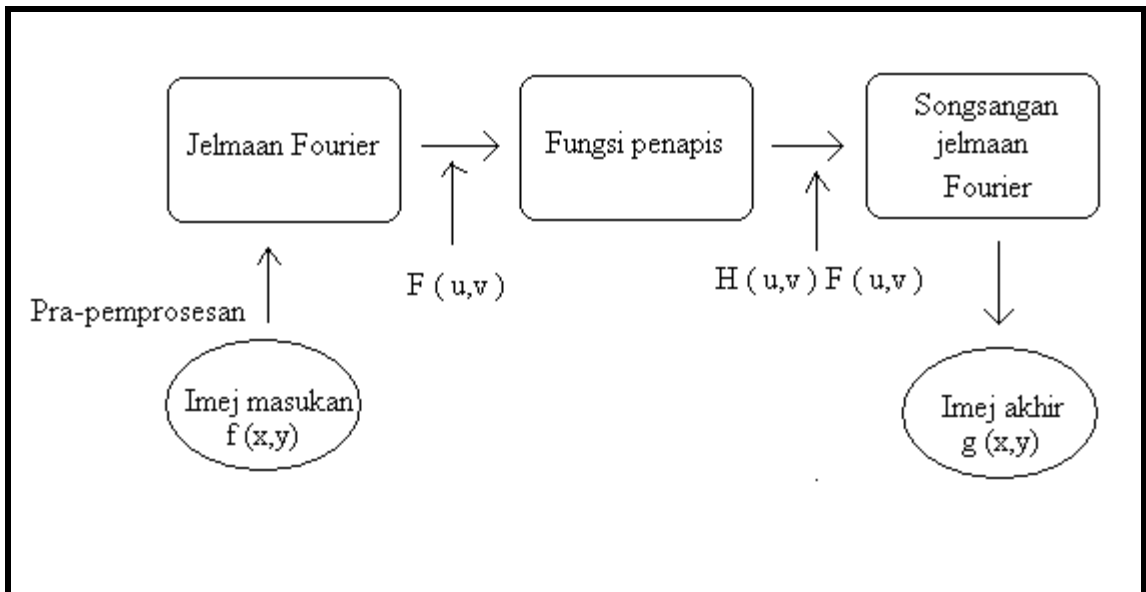 Jelmaan Fourier
Fungsi penapis
Songsangan
jelmaan
Fourier
F ( u,v )
H ( u,v ) F ( u,v )
Pra-pemprosesan
Imej masukan
f (x,y)
Imej akhir
g (x,y)